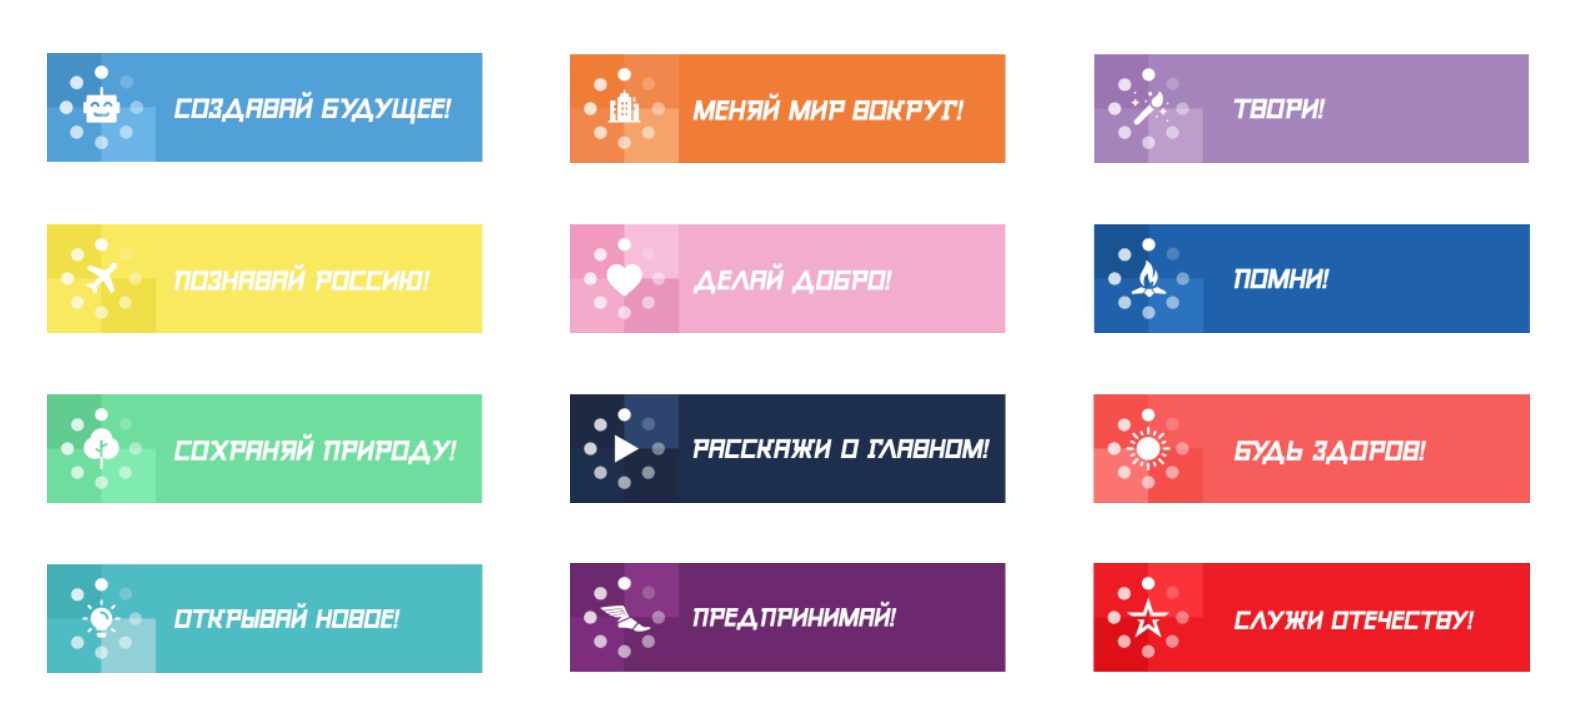 СОЗДАВАЙ БУДУЩЕЕ!
МЕНЯЙ МИР ВОКРУГ!
ТВОРИ!
ПОЗНАВАЙ РОССИЮ!
ДЕЛАЙ ДОБРО!
ПОМНИ!
СОХРАНЯЙ ПРИРОДУ!
РАССКАЖИ О ГЛАВНОМ!
БУДЬ ЗДОРОВ!
ОТКРЫВАЙ НОВОЕ!
ПРЕДПРИНИМАЙ!
СЛУЖИ ОТЕЧЕСТВУ!